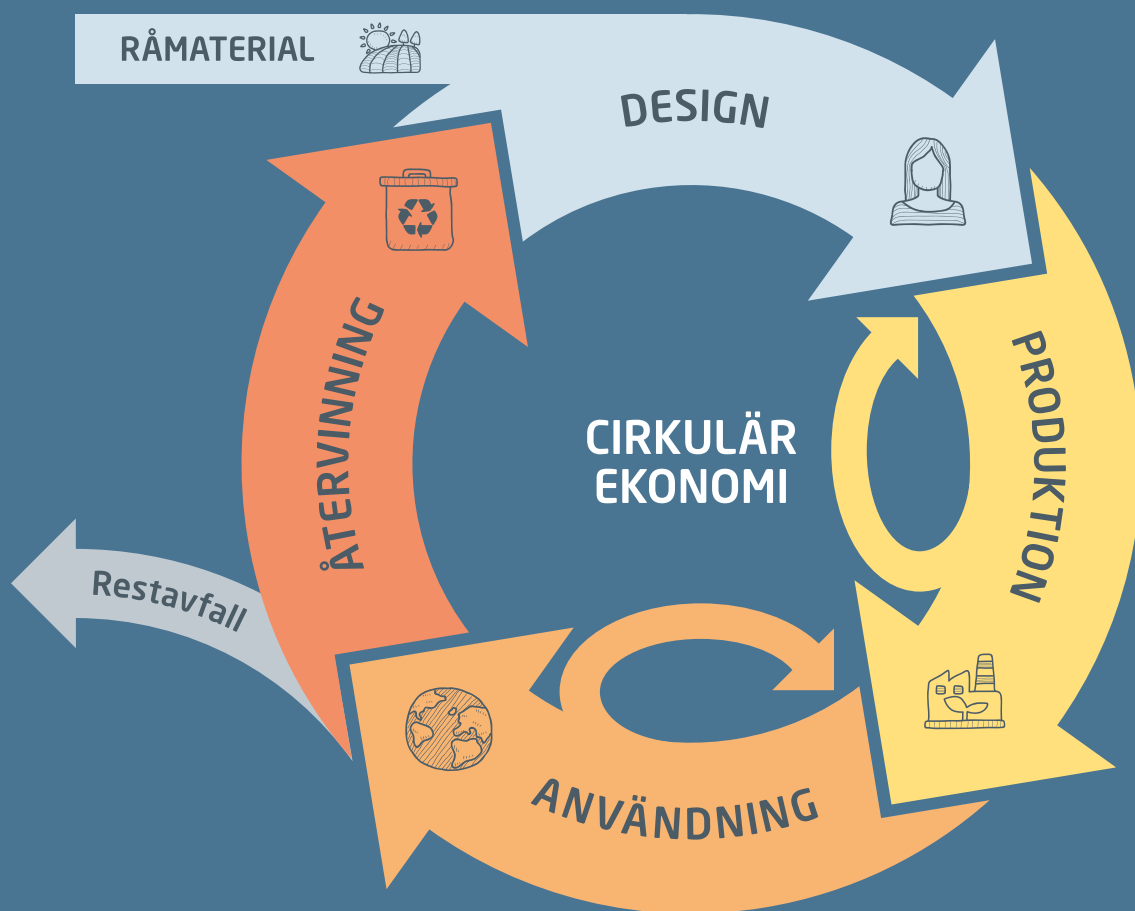 RÅMATERIAL
DESIGN
PRODUKTION
CIRKULÄR
EKONOMI
ANVÄNDNING
ÅTERVINNING
Restavfall